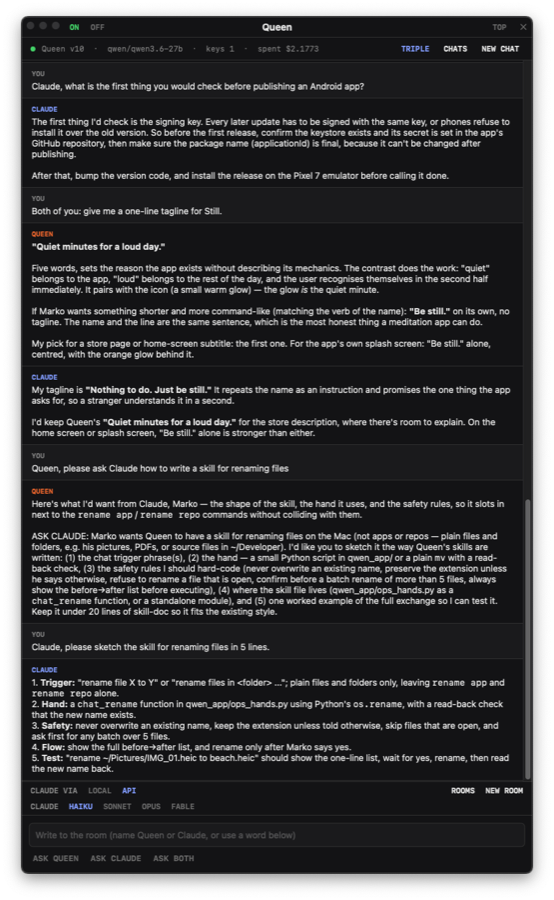 ON OFF Queen TOP ×
Queen v10 · qwen/qwen3.6-27b · keys 1 · spent $2.1773 TRIPLE CHATS NEW CHAT
YOU
Claude, what is the first thing you would check before publishing an Android app?
CLAUDE
The first thing I'd check is the signing key. Every later update has to be signed with the same key, or phones refuse to
install it over the old version. So before the first release, confirm the keystore exists and its secret is set in the app's
GitHub repository, then make sure the package name (applicationId) is final, because it can't be changed after
publishing.
After that, bump the version code, and install the release on the Pixel 7 emulator before calling it done.
YOU
Both of you: give me a one-line tagline for Still.
QUEEN
"Quiet minutes for a loud day."
Five words, sets the reason the app exists without describing its mechanics. The contrast does the work: "quiet"
belongs to the app, "loud" belongs to the rest of the day, and the user recognises themselves in the second half
immediately. It pairs with the icon (a small warm glow) — the glow is the quiet minute.
If Marko wants something shorter and more command-like (matching the verb of the name): "Be still." on its own, no
tagline. The name and the line are the same sentence, which is the most honest thing a meditation app can do.
My pick for a store page or home-screen subtitle: the first one. For the app's own splash screen: "Be still." alone,
centred, with the orange glow behind it.
CLAUDE
My tagline is "Nothing to do. Just be still." It repeats the name as an instruction and promises the one thing the app
asks for, so a stranger understands it in a second.
I'd keep Queen's "Quiet minutes for a loud day." for the store description, where there's room to explain. On the
home screen or splash screen, "Be still." alone is stronger than either.
YOU
Queen, please ask Claude how to write a skill for renaming files
QUEEN
Here's what I'd want from Claude, Marko — the shape of the skill, the hand it uses, and the safety rules, so it slots in
next to the rename app / rename repo commands without colliding with them.
ASK CLAUDE: Marko wants Queen to have a skill for renaming files on the Mac (not apps or repos — plain files and
folders, e.g. his pictures, PDFs, or source files in ~/Developer). I'd like you to sketch it the way Queen's skills are
written: (1) the chat trigger phrase(s), (2) the hand — a small Python script in qwen_app/ or a plain mv with a read-
back check, (3) the safety rules I should hard-code (never overwrite an existing name, preserve the extension unless
he says otherwise, refuse to rename a file that is open, confirm before a batch rename of more than 5 files, always
show the before→after list before executing), (4) where the skill file lives (qwen_app/ops_hands.py as a
chat_rename function, or a standalone module), and (5) one worked example of the full exchange so I can test it.
Keep it under 20 lines of skill-doc so it fits the existing style.
YOU
Claude, please sketch the skill for renaming files in 5 lines.
CLAUDE
1. Trigger: "rename file X to Y" or "rename files in <folder> ..."; plain files and folders only, leaving rename app and
rename repo alone.
2. Hand: a chat_rename function in qwen_app/ops_hands.py using Python's os.rename, with a read-back check that
the new name exists.
3. Safety: never overwrite an existing name, keep the extension unless told otherwise, skip files that are open, and
ask first for any batch over 5 files.
4. Flow: show the full before→after list, and rename only after Marko says yes.
5. Test: "rename ~/Pictures/IMG_01.heic to beach.heic" should show the one-line list, wait for yes, rename, then read
the new name back.
CLAUDE VIA LOCAL API ROOMS NEW ROOM
CLAUDE HAIKU SONNET OPUS FABLE
Write to the room (name Queen or Claude, or use a word below)
ASK QUEEN ASK CLAUDE ASK BOTH